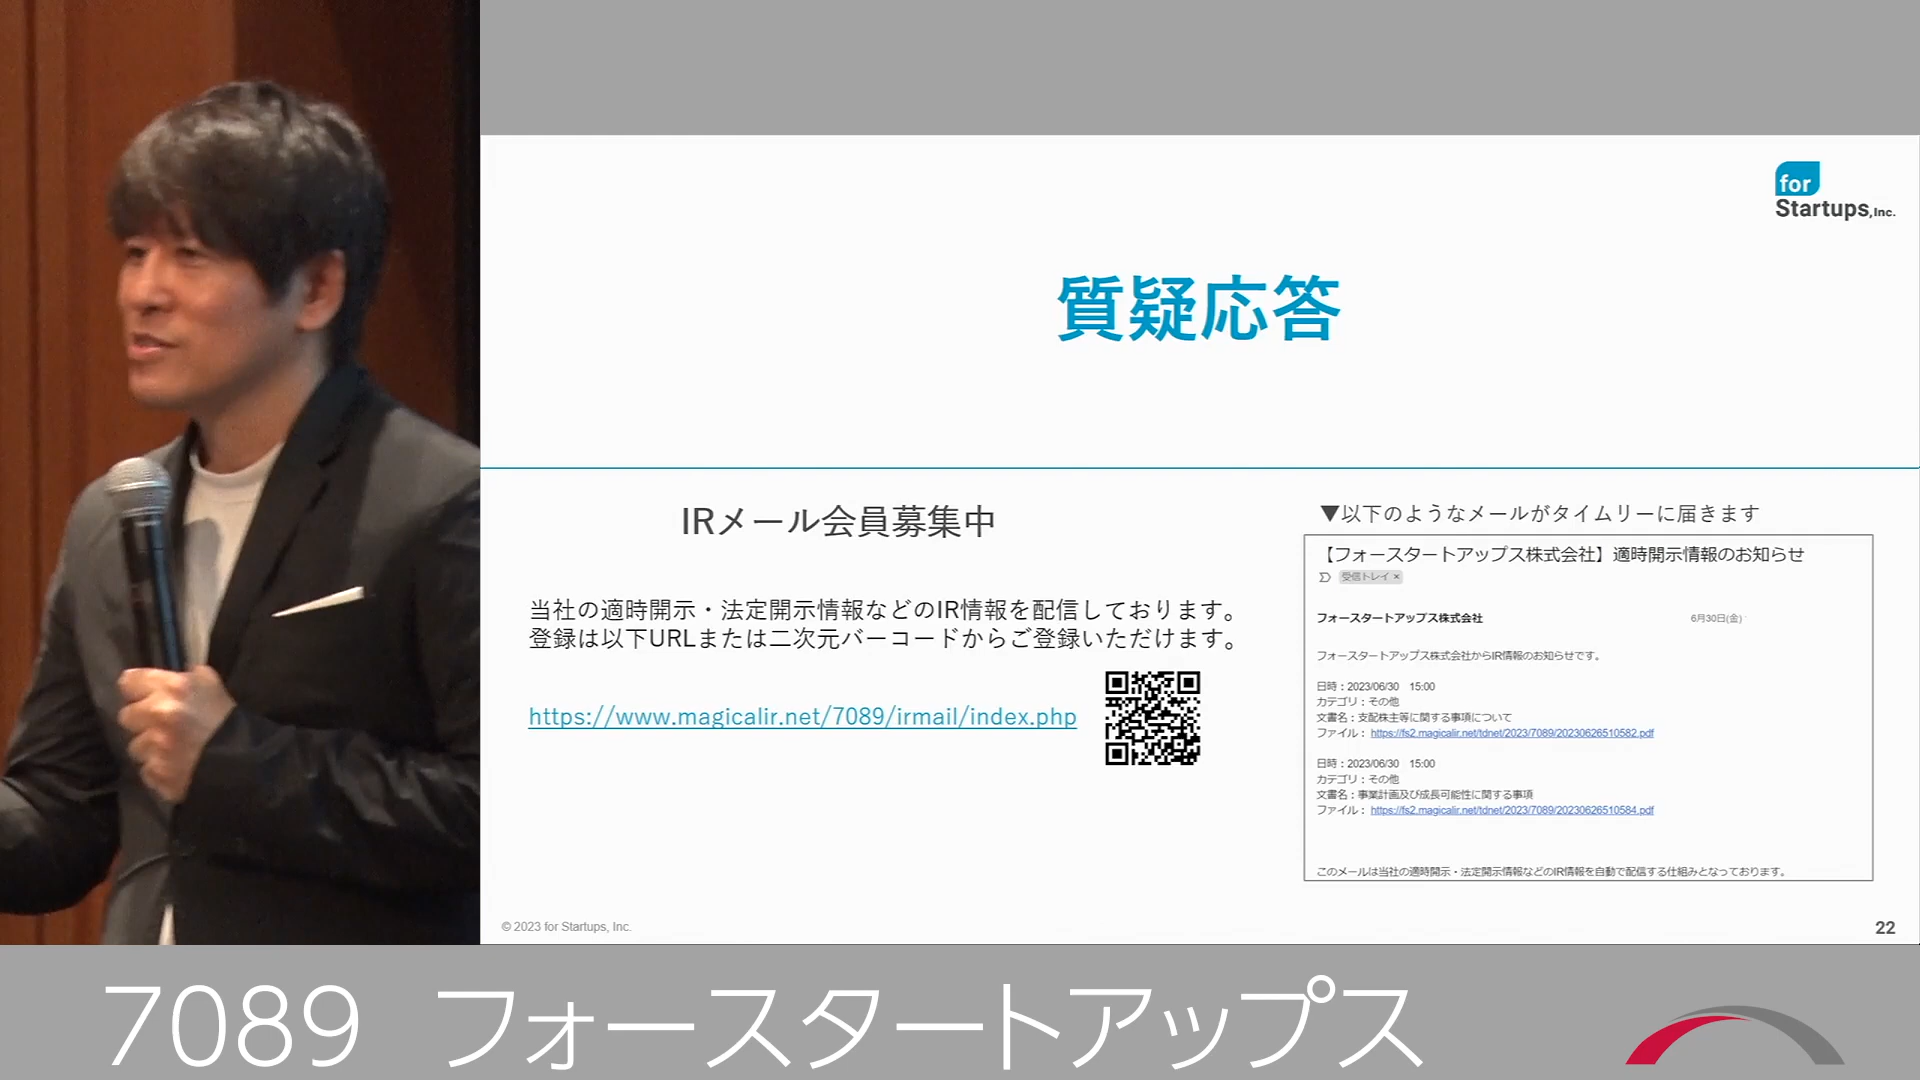 for
Startups,Inc.
質疑応答
IRメール会員募集中
当社の適時開示・法定開示情報などのIR情報を配信しております。
登録は以下URLまたは二次元バーコードからご登録いただけます。
https://www.magicalir.net/7089/irmail/index.php
▼以下のようなメールがタイムリーに届きます
【フォースタートアップス株式会社】適時開示情報のお知らせ
受信トレイ ×
フォースタートアップス株式会社 6月30日(金)
フォースタートアップス株式会社からIR情報のお知らせです。
日時：2023/06/30 15:00
カテゴリ：その他
文書名：支配株主等に関する事項について
ファイル： https://fs2.magicalir.net/tdnet/2023/7089/20230626510582.pdf
日時：2023/06/30 15:00
カテゴリ：その他
文書名：事業計画及び成長可能性に関する事項
ファイル： https://fs2.magicalir.net/tdnet/2023/7089/20230626510584.pdf
このメールは当社の適時開示・法定開示情報などのIR情報を自動で配信する仕組みとなっております。
© 2023 for Startups, Inc.
22
7089 フォースタートアップス